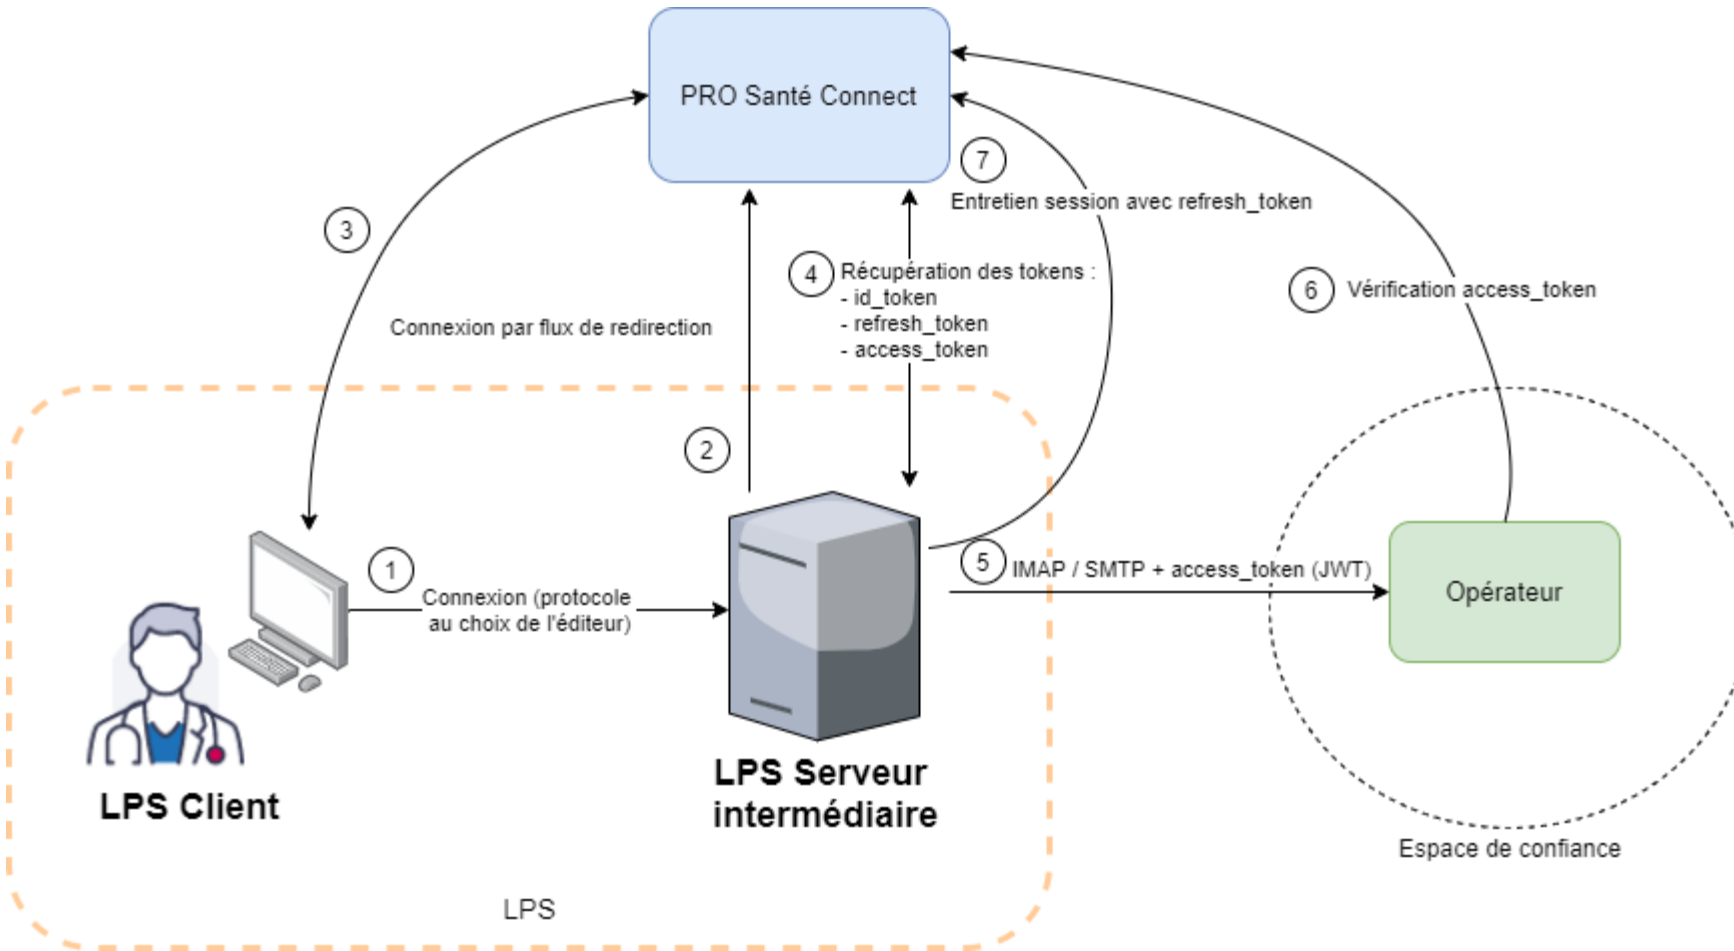 PRO Santé Connect
7
Entretien session avec refresh_token
3
4
Récupération des tokens :
- id_token
- refresh_token
- access_token
6
Vérification access_token
Connexion par flux de redirection
2
1
Connexion (protocole
au choix de l'éditeur)
5
IMAP / SMTP + access_token (JWT)
Opérateur
LPS Client
LPS Serveur
intermédiaire
Espace de confiance
LPS